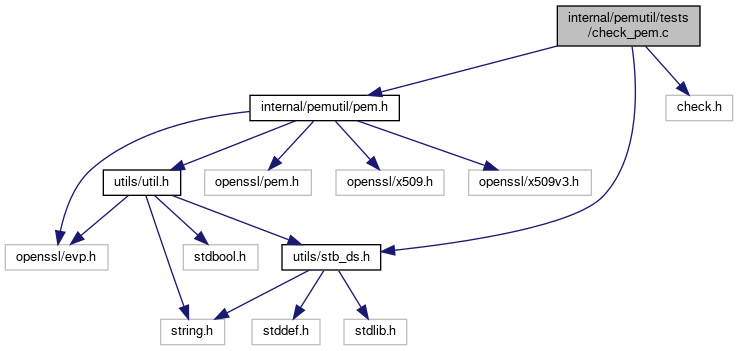 internal/pemutil/tests
/check_pem.c
internal/pemutil/pem.h
check.h
utils/util.h
openssl/pem.h
openssl/x509.h
openssl/x509v3.h
openssl/evp.h
stdbool.h
utils/stb_ds.h
string.h
stddef.h
stdlib.h